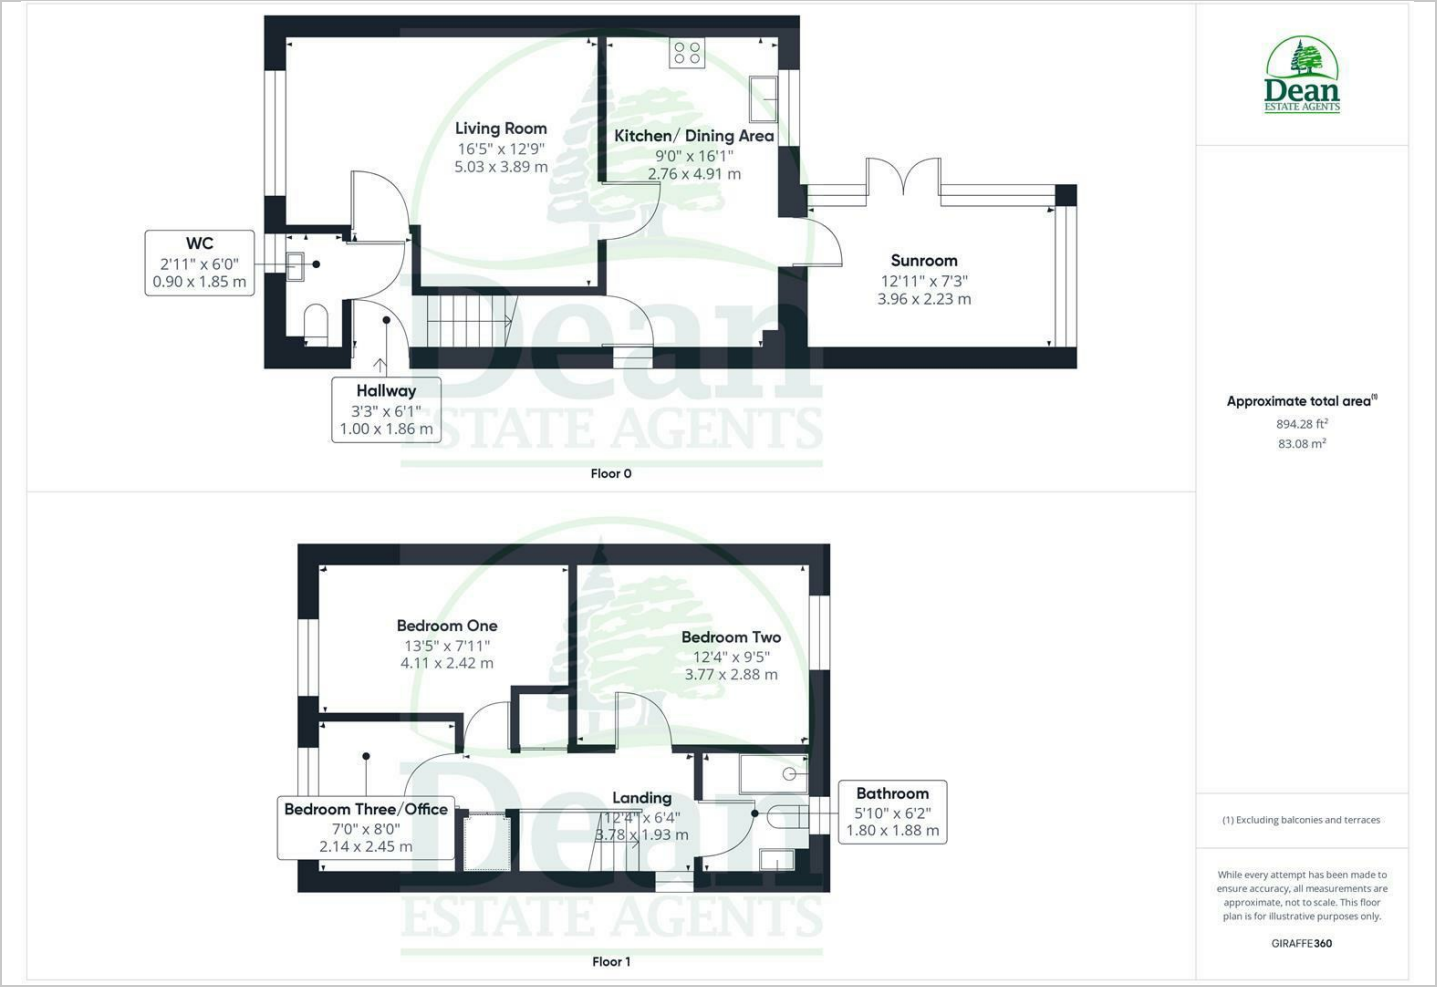 Living Room
16'5" x 12'9"
5.03 x 3.89 m
Kitchen/ Dining Area
9'0" x 16'1"
2.76 x 4.91 m
WC
2'11" x 6'0"
0.90 x 1.85 m
Sunroom
12'11" x 7'3"
3.96 x 2.23 m
Hallway
3'3" x 6'1"
1.00 x 1.86 m
Dean
ESTATE AGENTS
Floor 0
Bedroom One
13'5" x 7'11"
4.11 x 2.42 m
Bedroom Two
12'4" x 9'5"
3.77 x 2.88 m
Bedroom Three/Office
7'0" x 8'0"
2.14 x 2.45 m
Landing
12'4" x 6'4"
3.78 x 1.93 m
Bathroom
5'10" x 6'2"
1.80 x 1.88 m
Dean
ESTATE AGENTS
Floor 1
Dean
ESTATE AGENTS
Approximate total area(1)
894.28 ft²
83.08 m²
(1) Excluding balconies and terraces
While every attempt has been made to
ensure accuracy, all measurements are
approximate, not to scale. This floor
plan is for illustrative purposes only.
GIRAFFE360